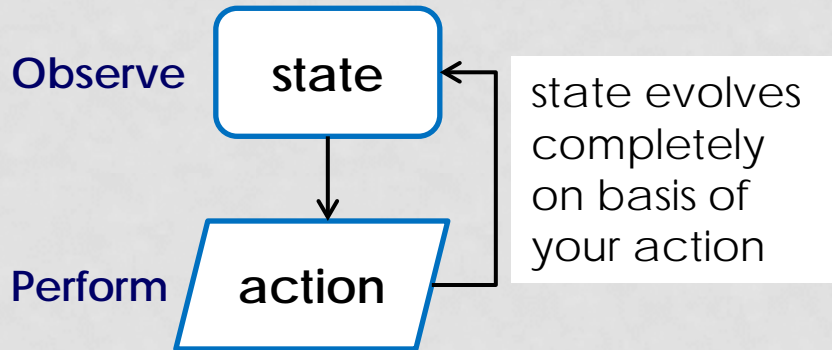 Observe
state
state evolves
completely
on basis of
your action
Perform
action